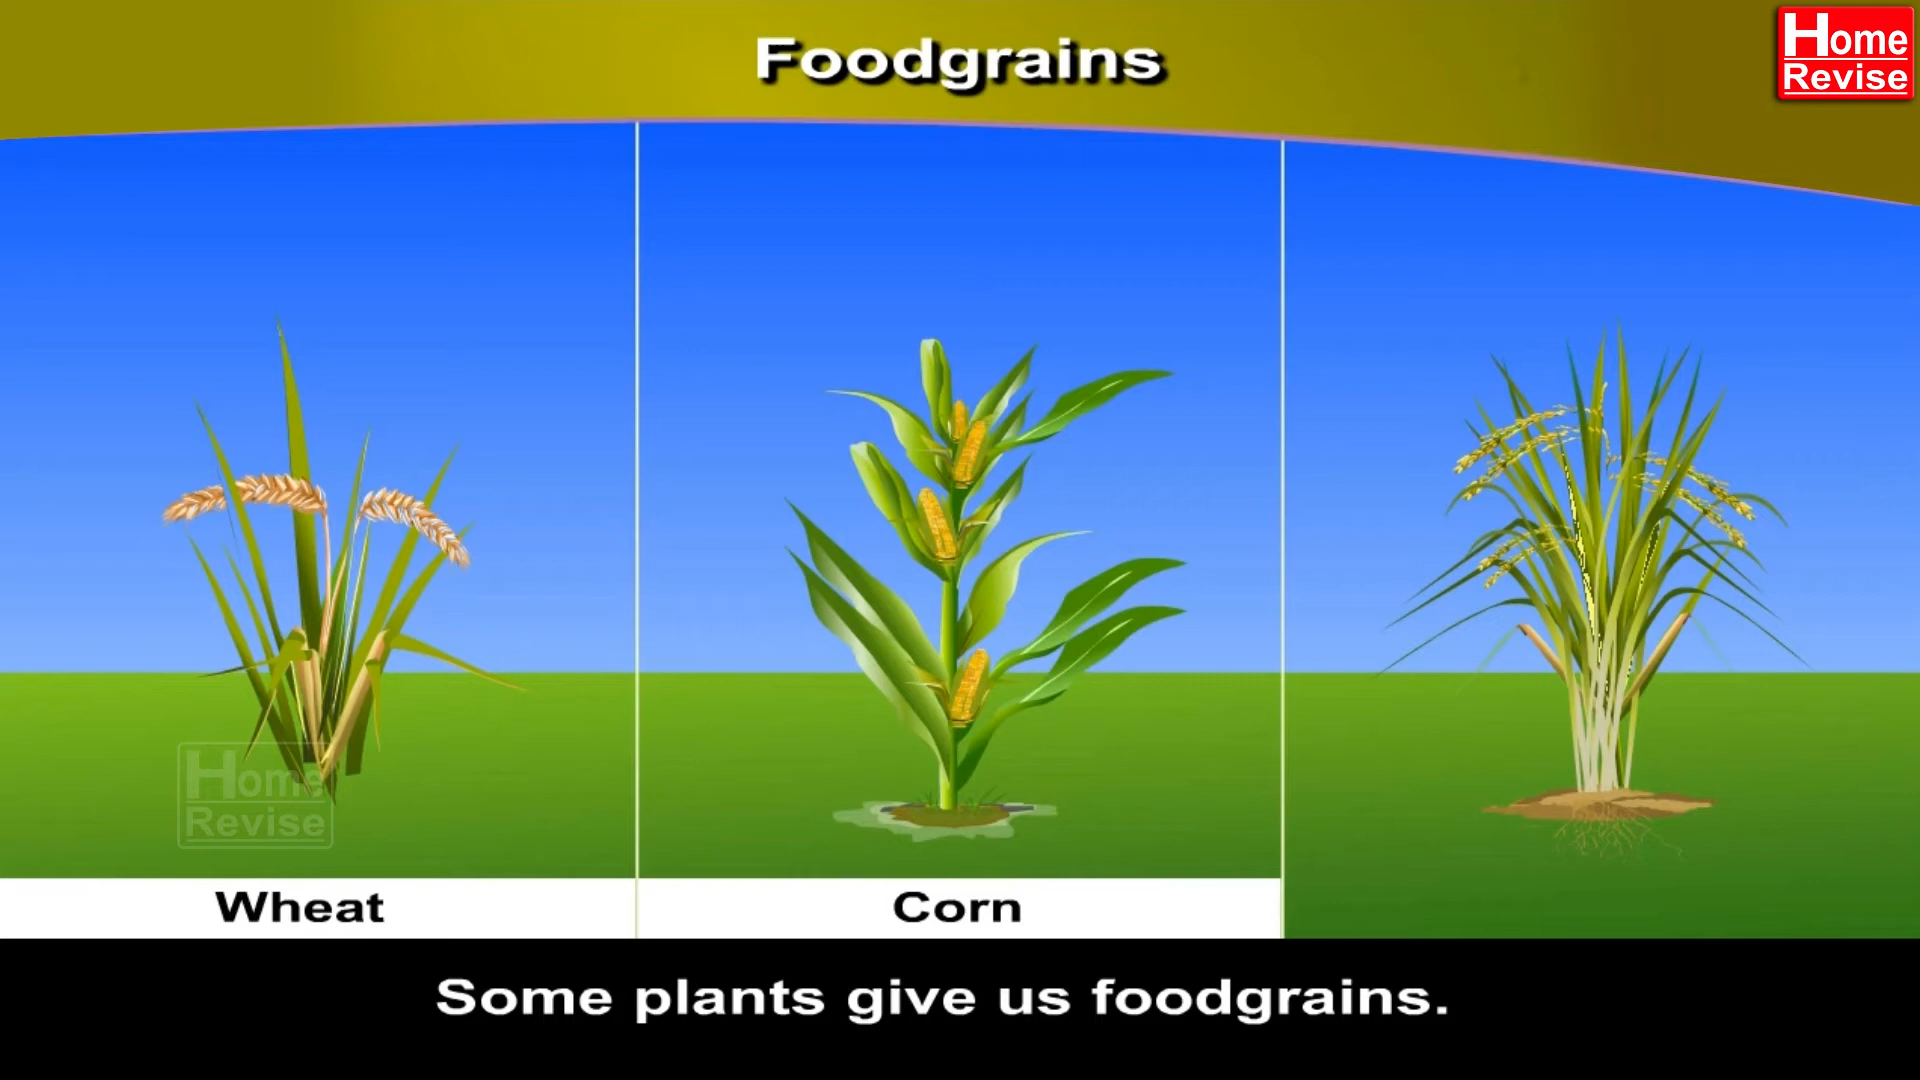 Foodgrains
Home
Revise
Home
Revise
Wheat
Corn
Some plants give us foodgrains.